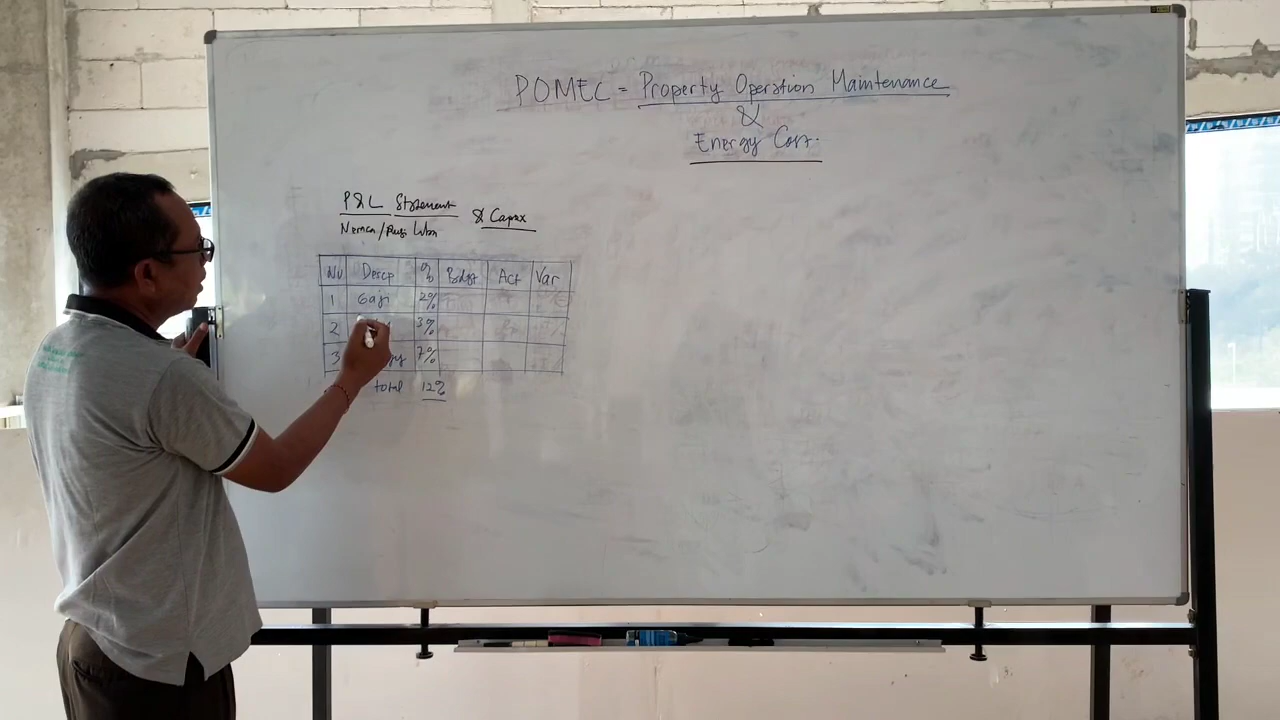 POMEC = Property Operation Maintenance
&
Energy Cost.
P&L Statement & Capex
Neraca/Rugi Laba
No Descp % Bdgt Act Var
1 Gaji 2%
2 3%
3 7%
total 12%